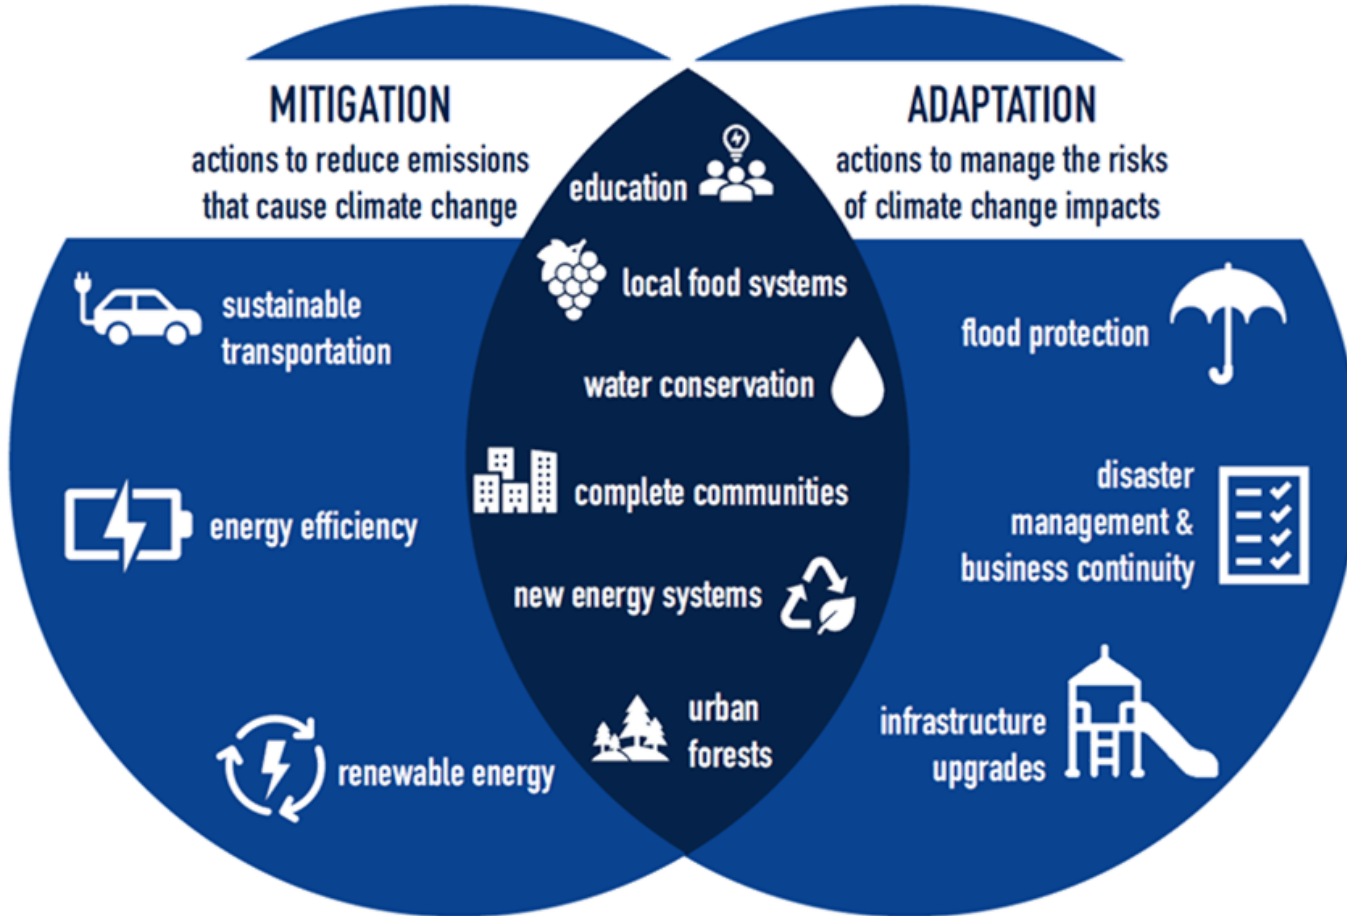 MITIGATION
actions to reduce emissions
that cause climate change
sustainable
transportation
energy efficiency
renewable energy
education
local food systems
water conservation
complete communities
new energy systems
urban
forests
ADAPTATION
actions to manage the risks
of climate change impacts
flood protection
disaster
management &
business continuity
infrastructure
upgrades